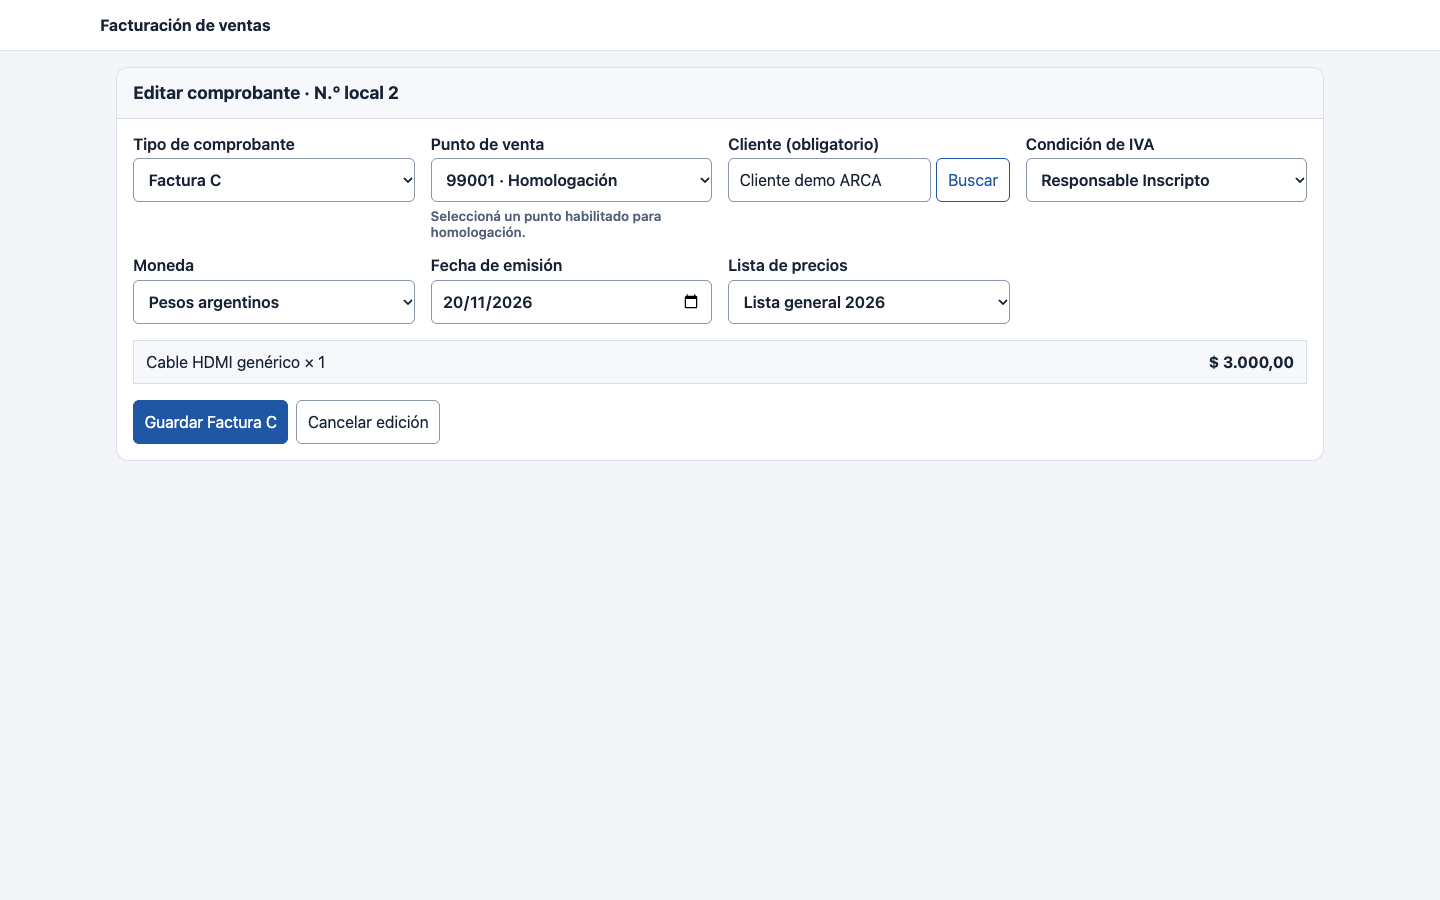 Facturación de ventas
Editar comprobante · N.º local 2
Tipo de comprobante
Factura C
Punto de venta
99001 · Homologación
Seleccioná un punto habilitado para
homologación.
Cliente (obligatorio)
Cliente demo ARCA
Buscar
Condición de IVA
Responsable Inscripto
Moneda
Pesos argentinos
Fecha de emisión
20/11/2026
Lista de precios
Lista general 2026
Cable HDMI genérico × 1
$ 3.000,00
Guardar Factura C
Cancelar edición